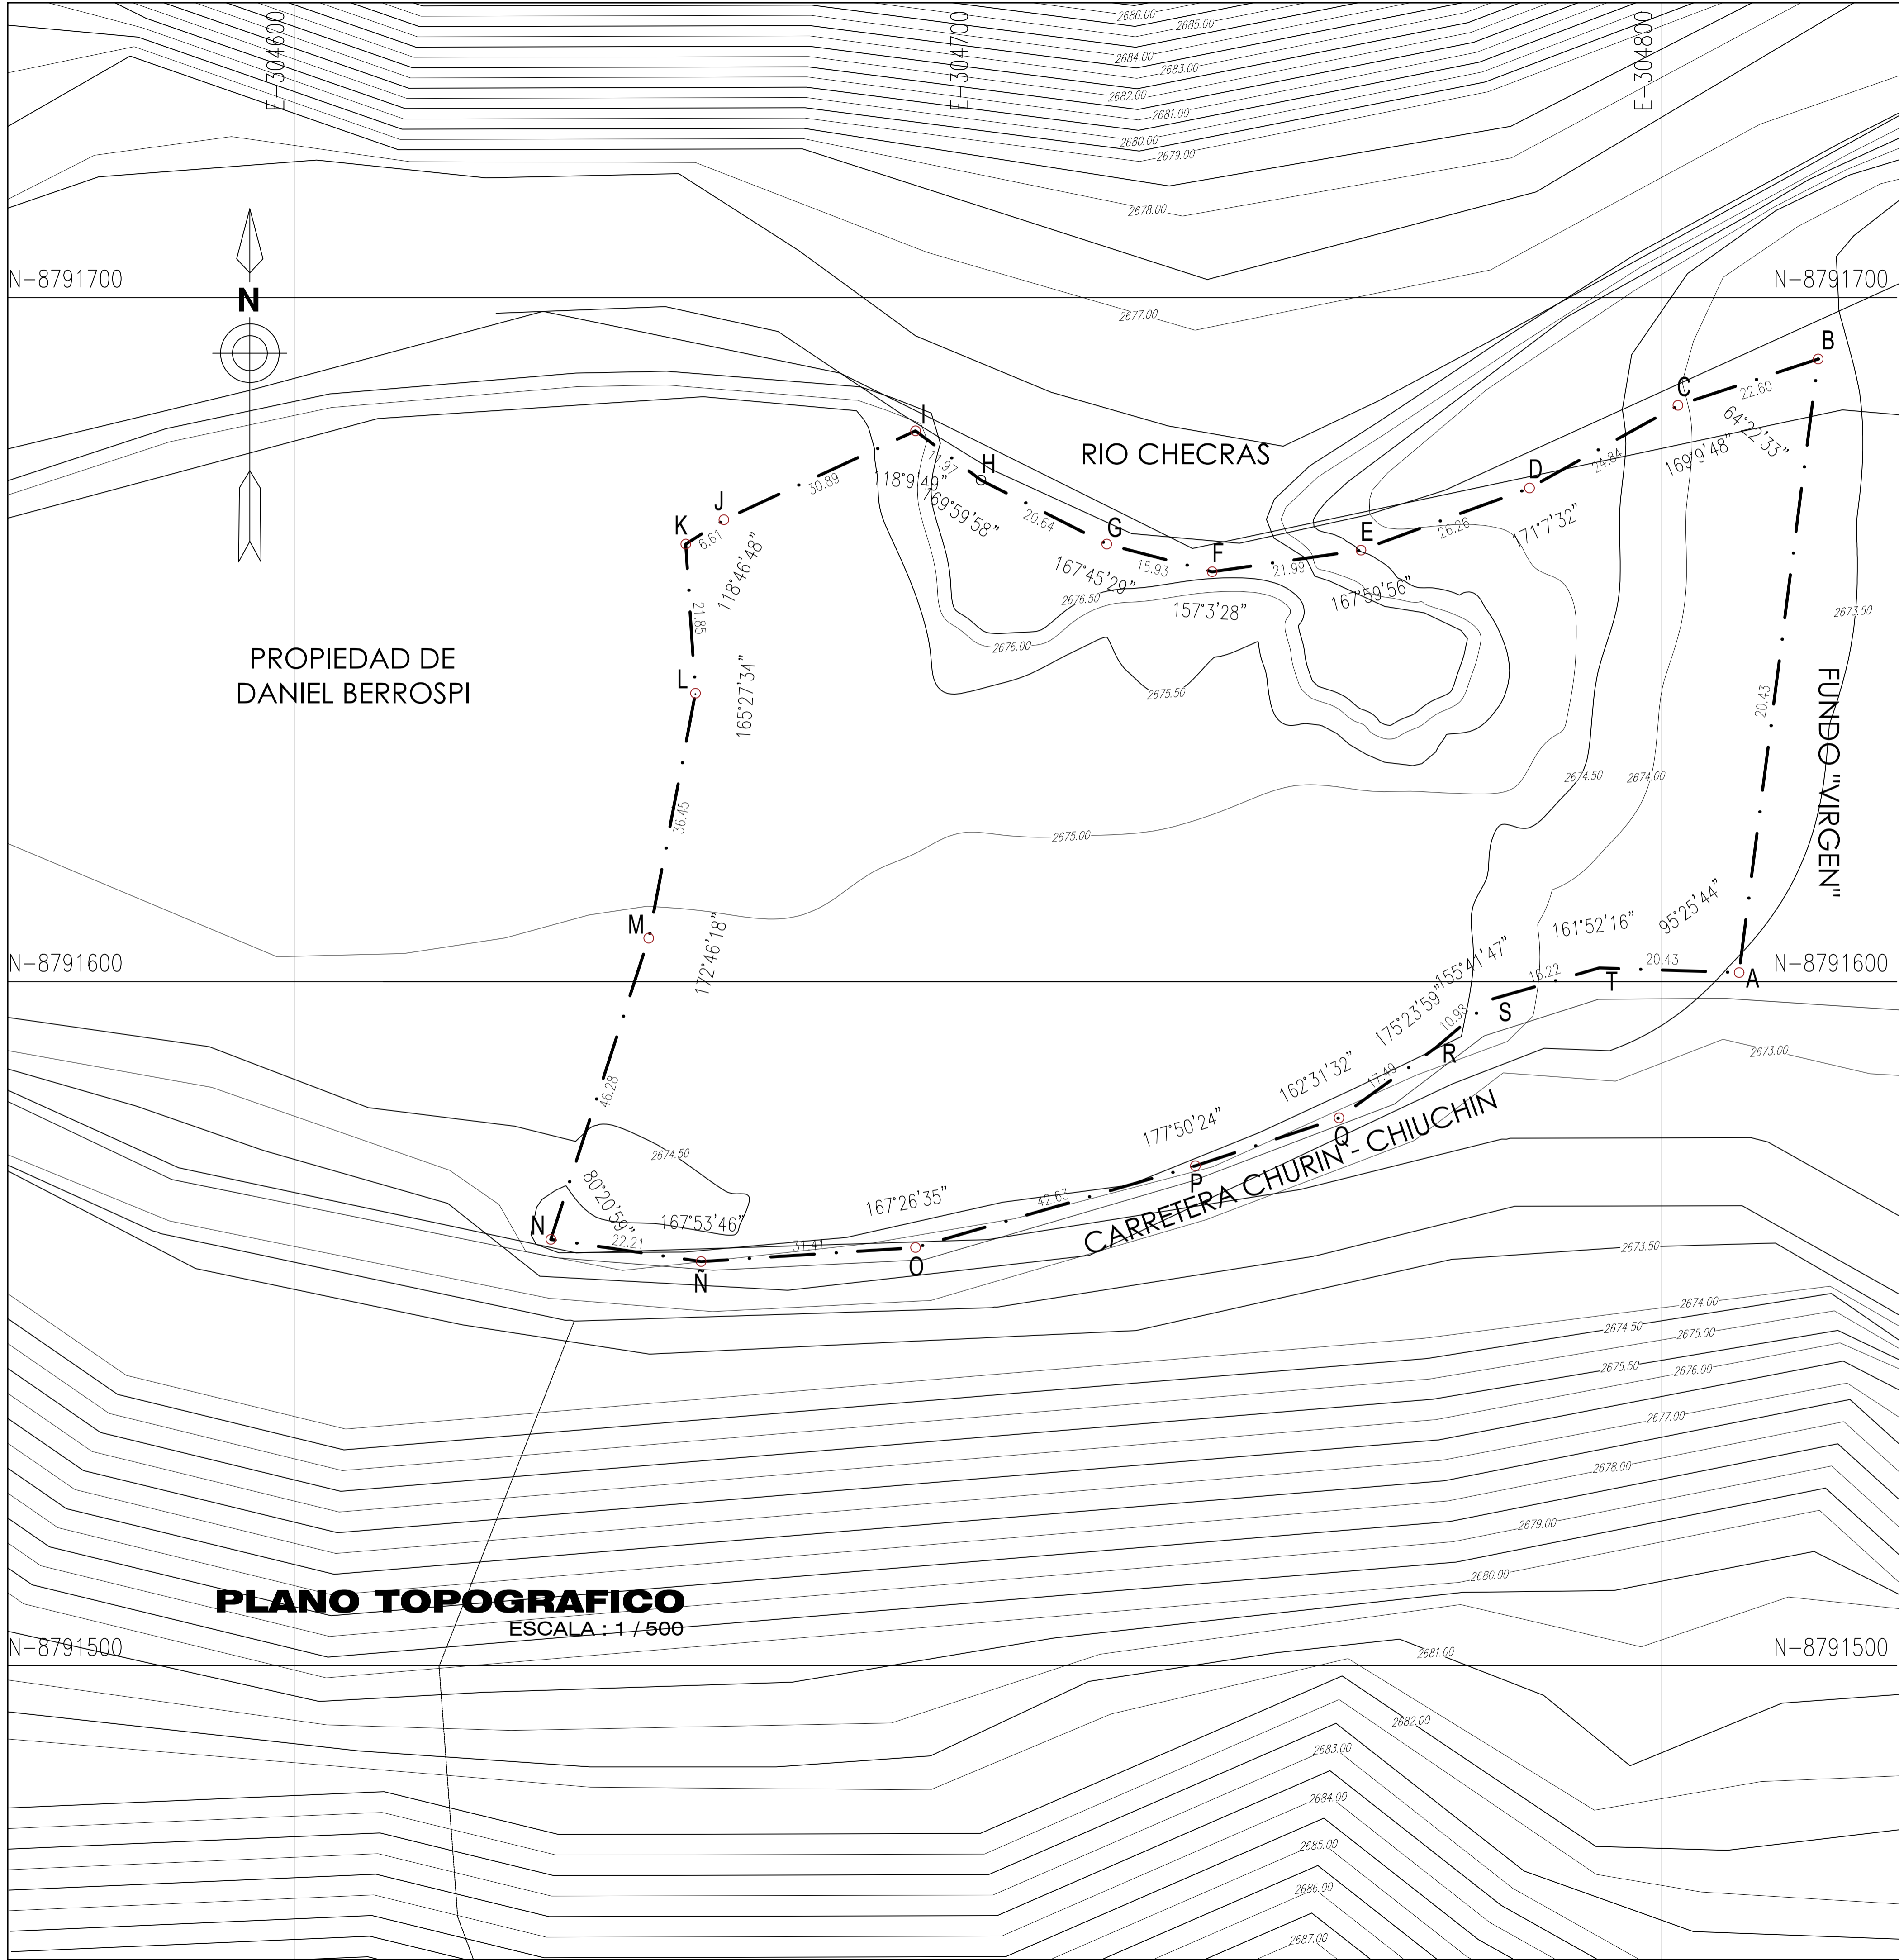 2686.00
2685.00
2684.00
2683.00
2682.00
2681.00
2680.00
2679.00
2678.00
2677.00
E-304600
E-304700
E-304800
N-8791700
N-8791700
N
B
22.60
C
64°22'33"
169°9'48"
24.84
D
171°7'32"
26.26
E
167°59'56"
21.99
F
157°3'28"
15.93
G
167°45'29"
20.64
H
169°59'58"
11.97
I
118°9'49"
30.89
J
6.61
K
118°46'48"
21.85
L
165°27'34"
RIO CHECRAS
2676.50
2676.00
2675.50
2673.50
PROPIEDAD DE
DANIEL BERROSPI
20.43
FUNDO "VIRGEN"
2674.50
2674.00
2675.00
36.45
M
172°46'18"
N-8791600
N-8791600
95°25'44"
161°52'16"
20.43
A
T
16.22
155°41'47"
S
10.98
175°23'59"
R
17.49
162°31'32"
Q
2673.00
46.28
2674.50
177°50'24"
P
CARRETERA CHURIN - CHIUCHIN
42.63
167°26'35"
O
31.41
167°53'46"
Ñ
22.21
80°20'59"
N
2673.50
2674.00
2674.50
2675.00
2675.50
2676.00
2677.00
2678.00
2679.00
2680.00
PLANO TOPOGRAFICO
ESCALA : 1 / 500
N-8791500
N-8791500
2681.00
2682.00
2683.00
2684.00
2685.00
2686.00
2687.00